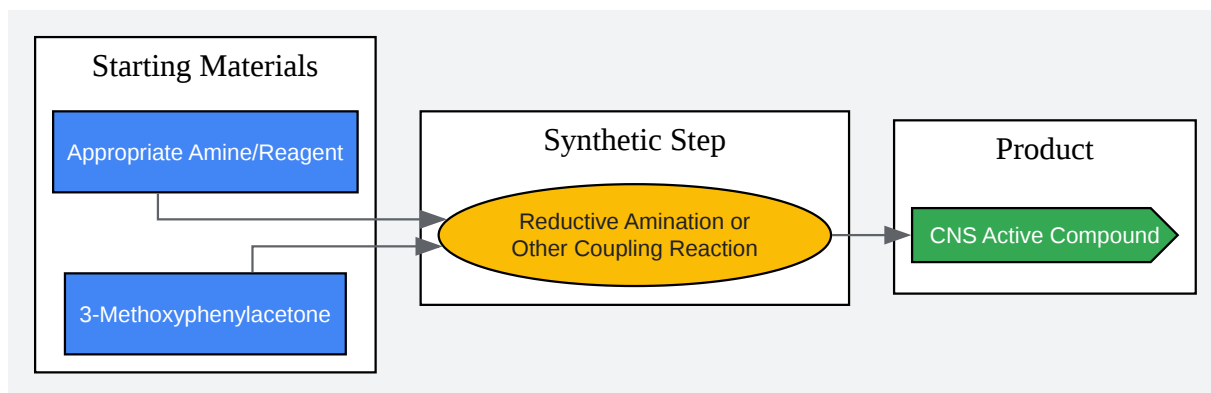 Starting Materials
Appropriate Amine/Reagent
3-Methoxyphenylacetone
Synthetic Step
Reductive Amination or
Other Coupling Reaction
Product
CNS Active Compound